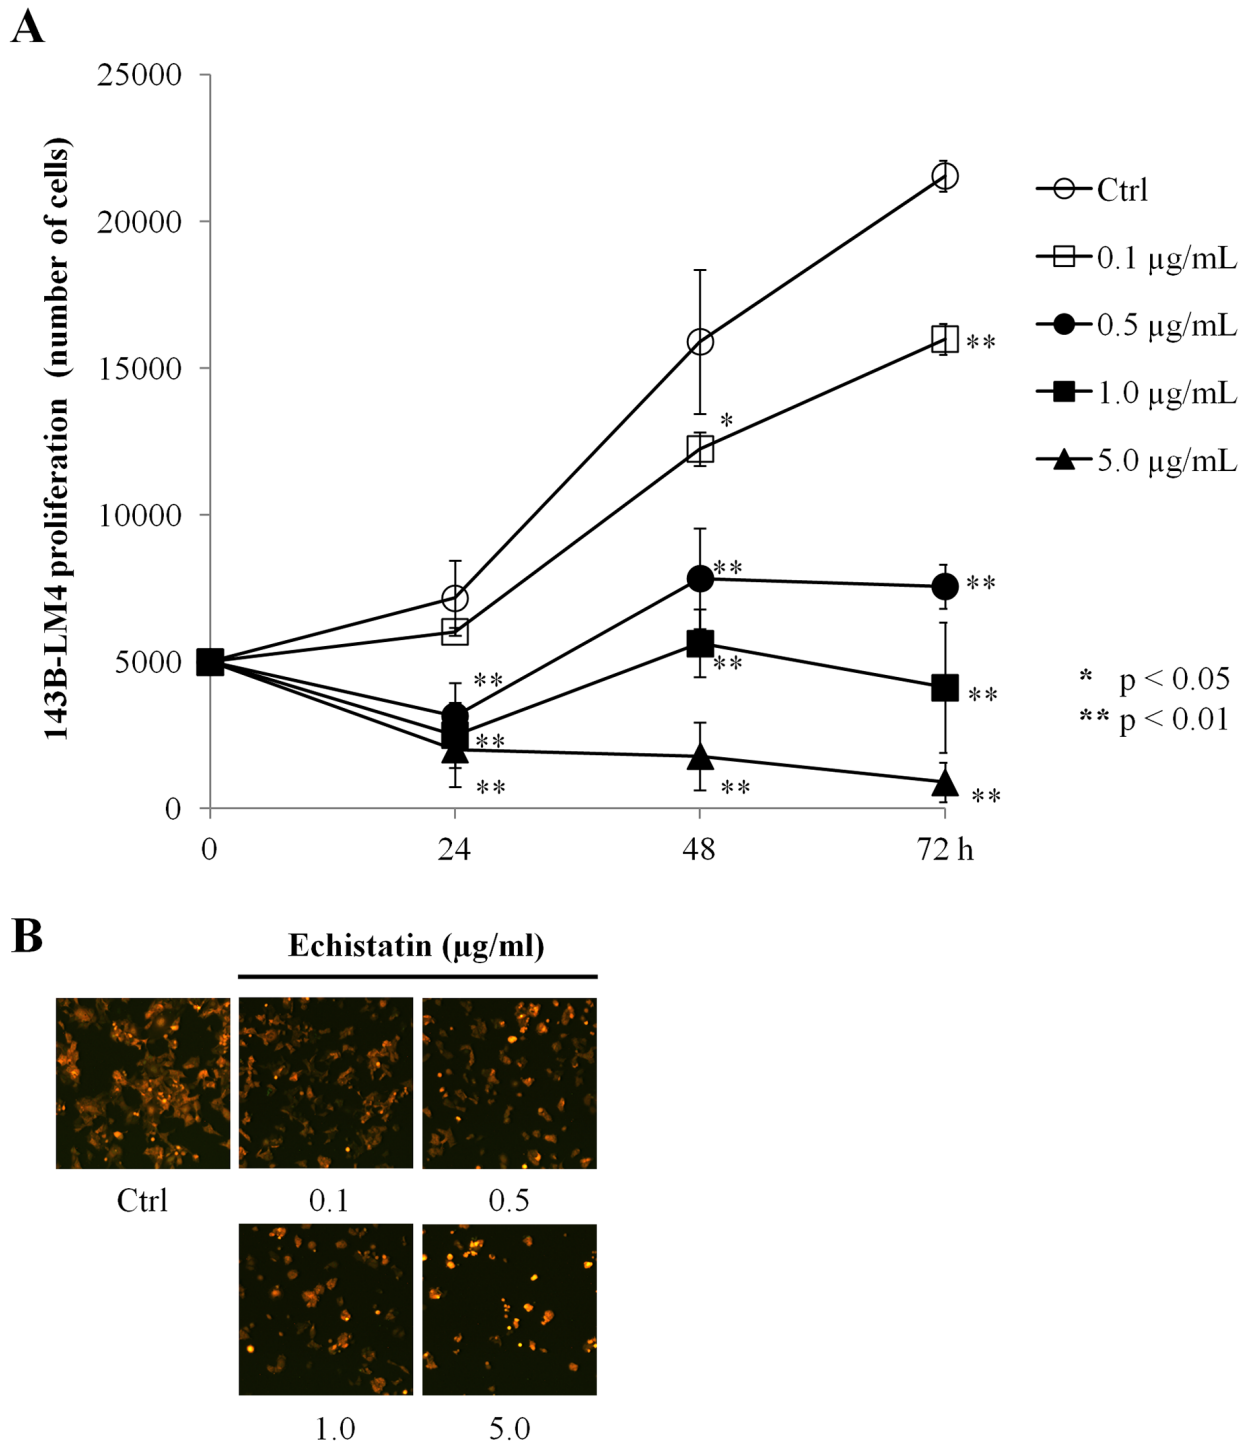 A
25000
20000
15000
10000
5000
0
143B-LM4 proliferation (number of cells)
0
24
48
72 h
*
**
**
**
**
**
**
**
**
**
**
**
Ctrl
0.1 µg/mL
0.5 µg/mL
1.0 µg/mL
5.0 µg/mL
* p < 0.05
** p < 0.01
B
Echistatin (µg/ml)
Ctrl
0.1
0.5
1.0
5.0